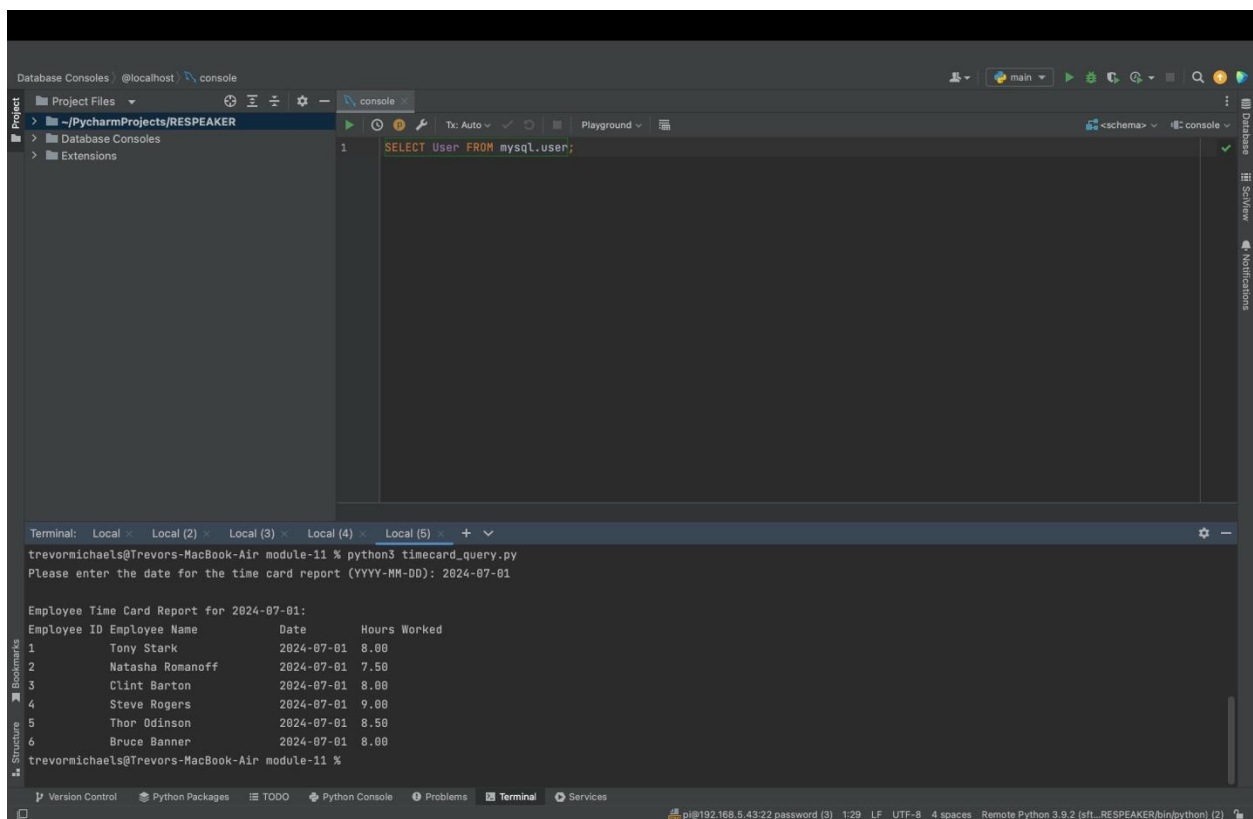 Database Consoles 〉 @localhost 〉 console
main
Project Files
console
~/PycharmProjects/RESPEAKER
Database Consoles
Extensions
Tx: Auto
Playground
<schema>
console
1
SELECT User FROM mysql.user;
Project
Bookmarks
Structure
Database
SciView
Notifications
Terminal: Local Local (2) Local (3) Local (4) Local (5)
trevormichaels@Trevors-MacBook-Air module-11 % python3 timecard_query.py
Please enter the date for the time card report (YYYY-MM-DD): 2024-07-01
Employee Time Card Report for 2024-07-01:
Employee ID Employee Name Date Hours Worked
1 Tony Stark 2024-07-01 8.00
2 Natasha Romanoff 2024-07-01 7.50
3 Clint Barton 2024-07-01 8.00
4 Steve Rogers 2024-07-01 9.00
5 Thor Odinson 2024-07-01 8.50
6 Bruce Banner 2024-07-01 8.00
trevormichaels@Trevors-MacBook-Air module-11 %
Version Control Python Packages TODO Python Console Problems Terminal Services
pi@192.168.5.43:22 password (3) 1:29 LF UTF-8 4 spaces Remote Python 3.9.2 (sft...RESPEAKER/bin/python) (2)